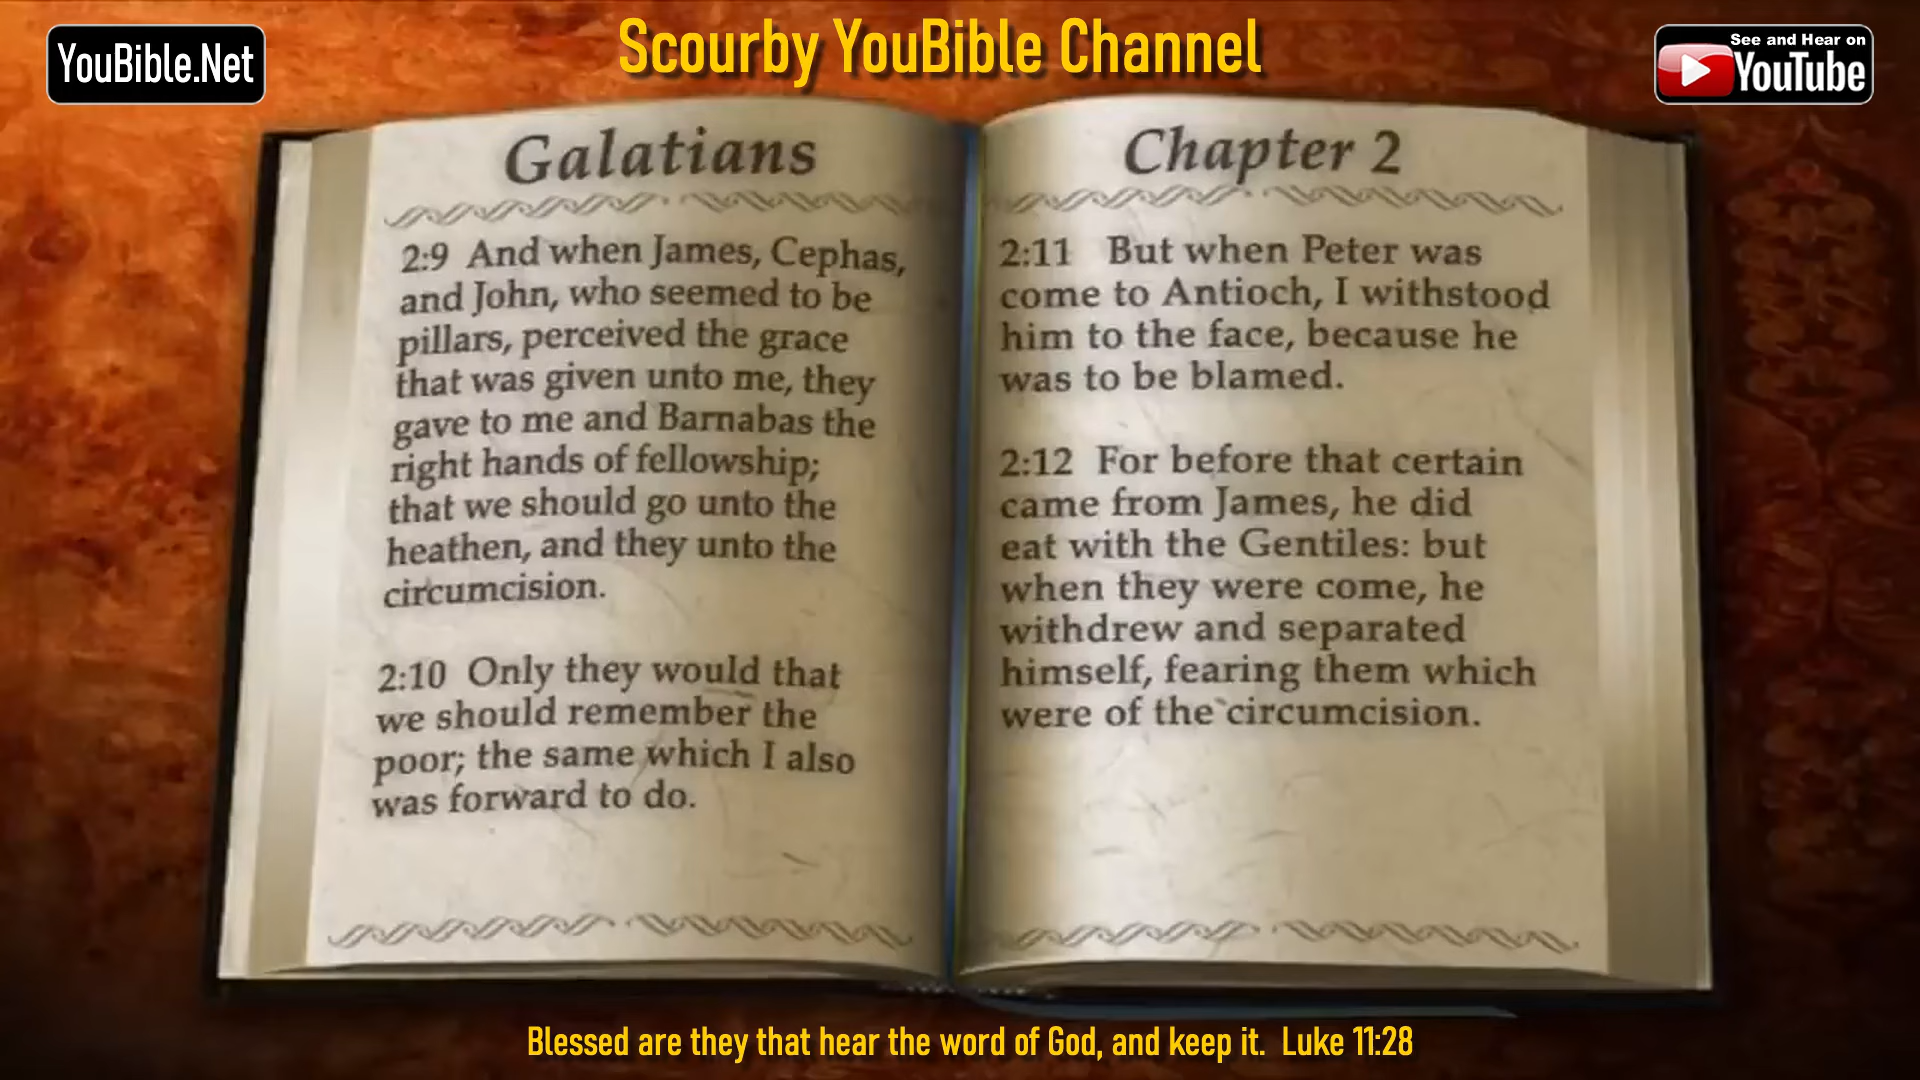 YouBible.Net
Scourby YouBible Channel
See and Hear on
YouTube
Galatians
2:9 And when James, Cephas,
and John, who seemed to be
pillars, perceived the grace
that was given unto me, they
gave to me and Barnabas the
right hands of fellowship;
that we should go unto the
heathen, and they unto the
circumcision.
2:10 Only they would that
we should remember the
poor; the same which I also
was forward to do.
Chapter 2
2:11 But when Peter was
come to Antioch, I withstood
him to the face, because he
was to be blamed.
2:12 For before that certain
came from James, he did
eat with the Gentiles: but
when they were come, he
withdrew and separated
himself, fearing them which
were of the circumcision.
Blessed are they that hear the word of God, and keep it. Luke 11:28